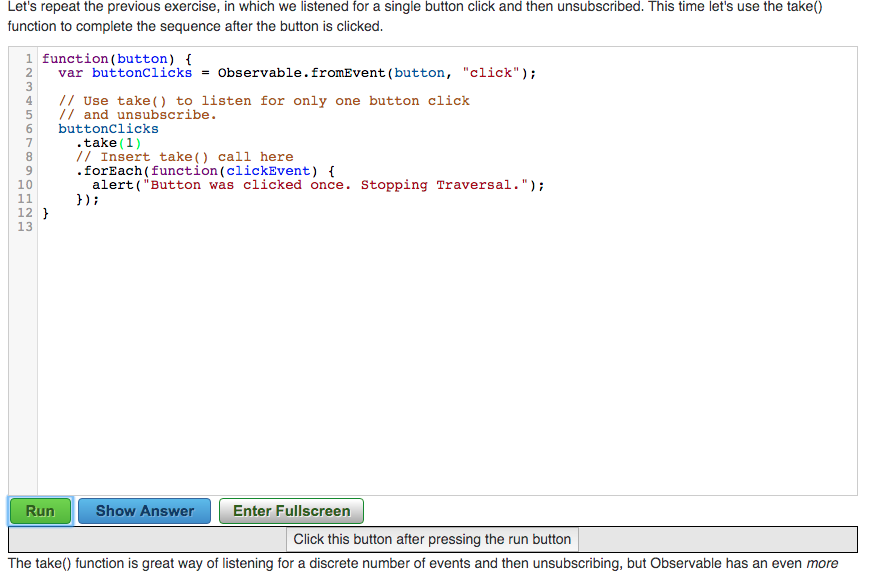 Let's repeat the previous exercise, in which we listened for a single button click and then unsubscribed. This time let's use the take()
function to complete the sequence after the button is clicked.
1 function(button) {
2   var buttonClicks = Observable.fromEvent(button, "click");
3
4   // Use take() to listen for only one button click
5   // and unsubscribe.
6   buttonClicks
7     .take(1)
8     // Insert take() call here
9     .forEach(function(clickEvent) {
10       alert("Button was clicked once. Stopping Traversal.");
11     });
12 }
13
Run Show Answer Enter Fullscreen
Click this button after pressing the run button
The take() function is great way of listening for a discrete number of events and then unsubscribing, but Observable has an even more